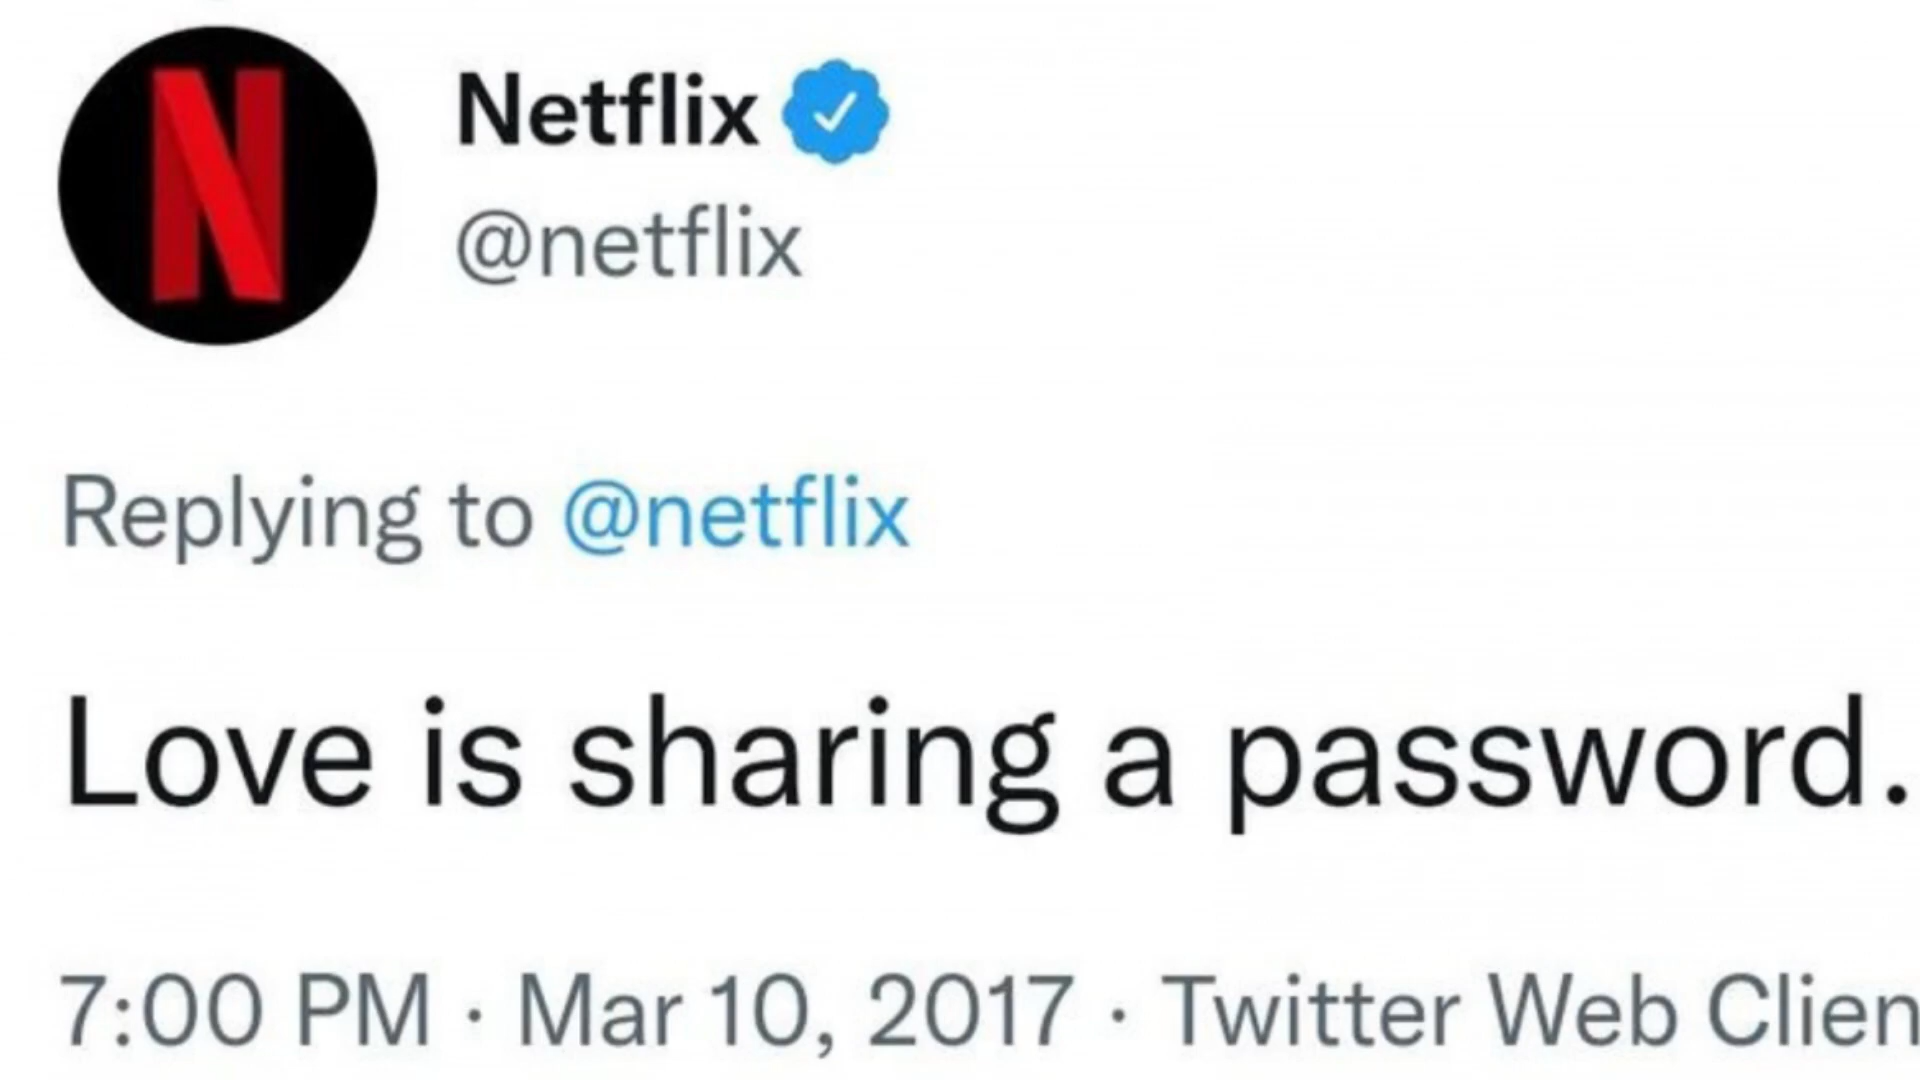 Netflix
@netflix
Replying to @netflix
Love is sharing a password.
7:00 PM · Mar 10, 2017 · Twitter Web Clien